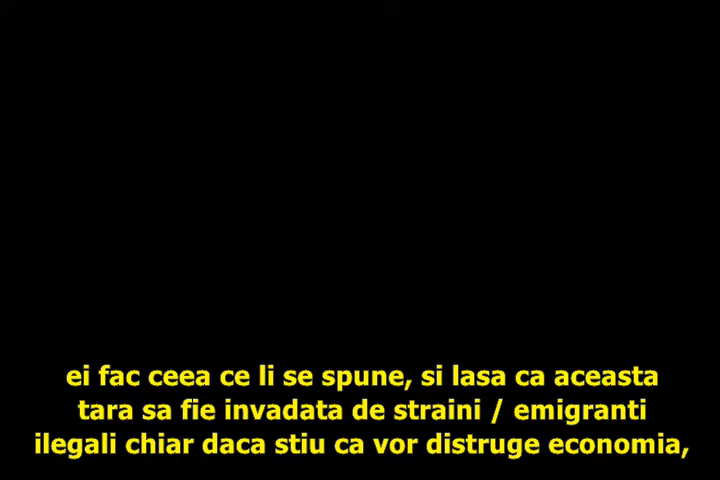 ei fac ceea ce li se spune, si lasa ca aceasta
tara sa fie invadata de straini / emigranti
ilegali chiar daca stiu ca vor distruge economia,